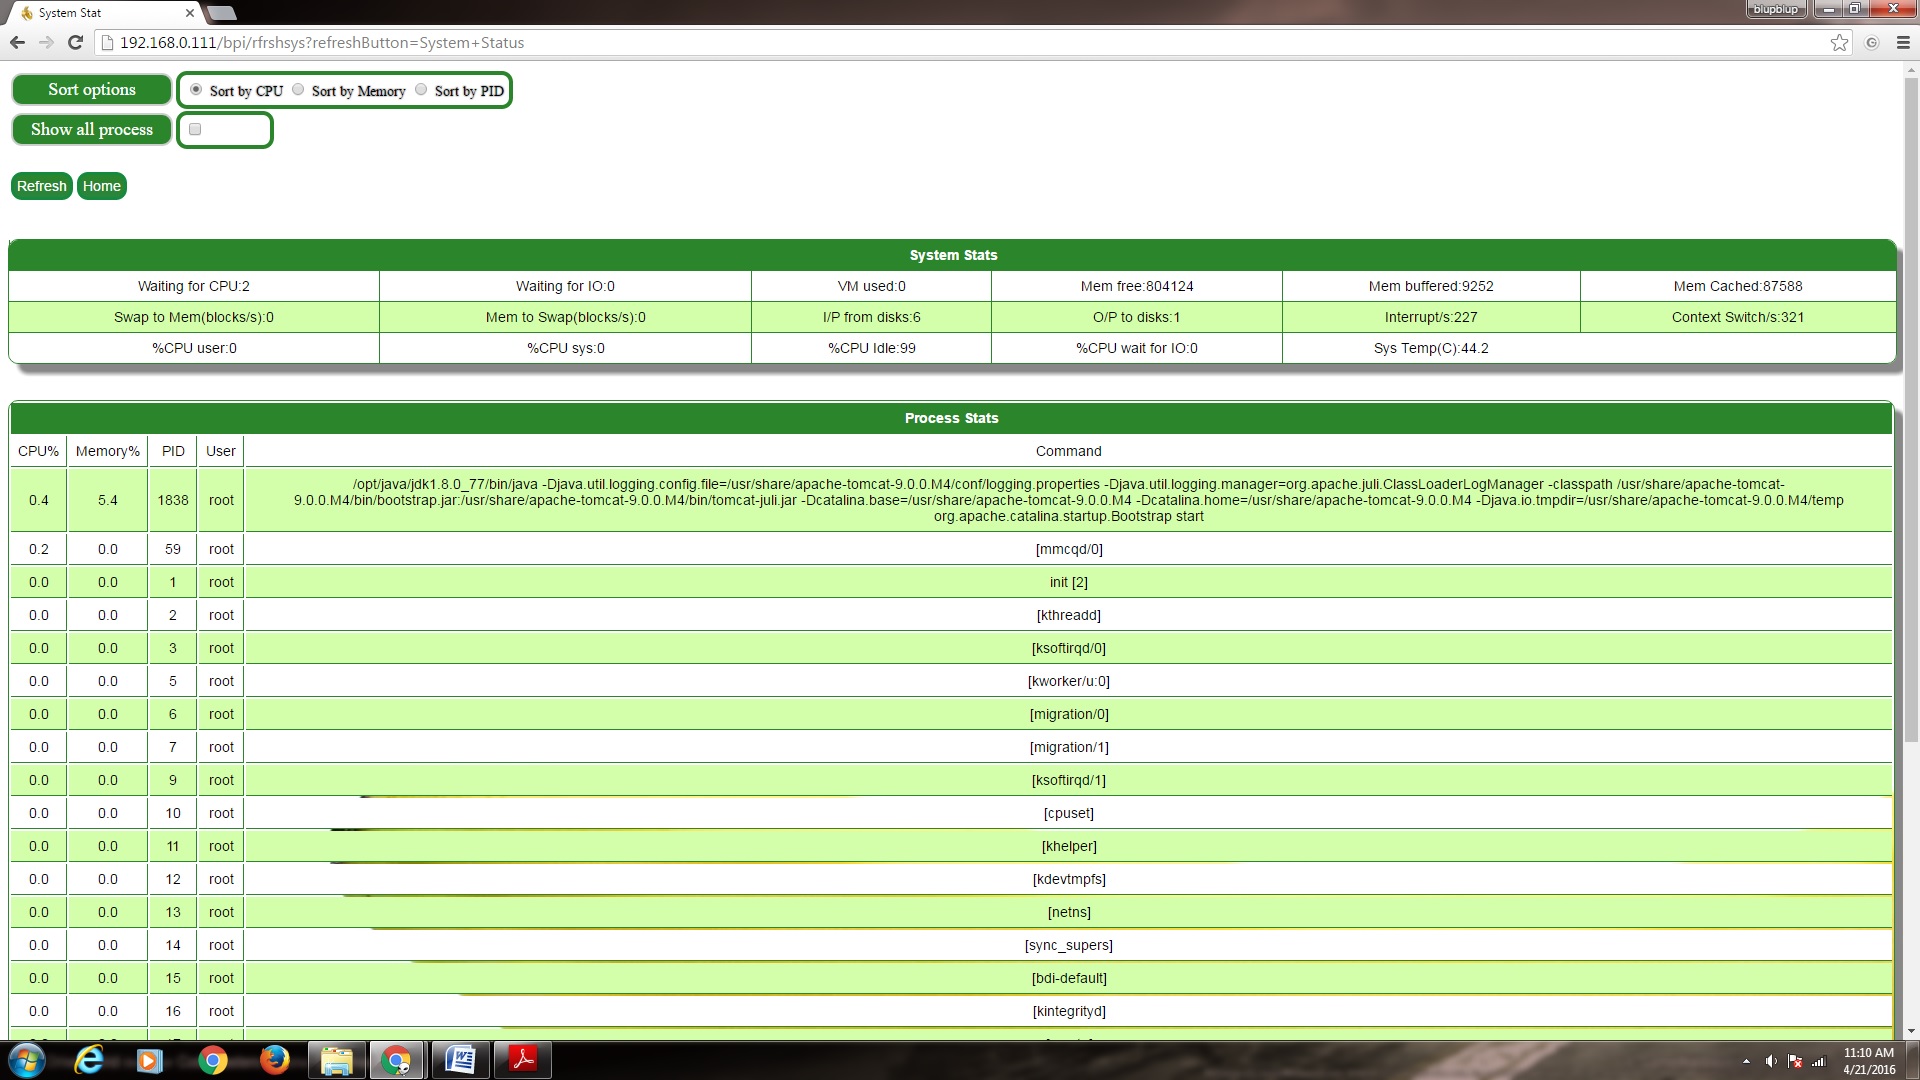 System Stat
blupblup
192.168.0.111/bpi/rfrshsys?refreshButton=System+Status
Sort options Sort by CPU Sort by Memory Sort by PID
Show all process
Refresh Home
System Stats
Waiting for CPU:2 Waiting for IO:0 VM used:0 Mem free:804124 Mem buffered:9252 Mem Cached:87588
Swap to Mem(blocks/s):0 Mem to Swap(blocks/s):0 I/P from disks:6 O/P to disks:1 Interrupt/s:227 Context Switch/s:321
%CPU user:0 %CPU sys:0 %CPU Idle:99 %CPU wait for IO:0 Sys Temp(C):44.2
Process Stats
CPU% Memory% PID User Command
/opt/java/jdk1.8.0_77/bin/java -Djava.util.logging.config.file=/usr/share/apache-tomcat-9.0.0.M4/conf/logging.properties -Djava.util.logging.manager=org.apache.juli.ClassLoaderLogManager -classpath /usr/share/apache-tomcat-
0.4 5.4 1838 root 9.0.0.M4/bin/bootstrap.jar:/usr/share/apache-tomcat-9.0.0.M4/bin/tomcat-juli.jar -Dcatalina.base=/usr/share/apache-tomcat-9.0.0.M4 -Dcatalina.home=/usr/share/apache-tomcat-9.0.0.M4 -Djava.io.tmpdir=/usr/share/apache-tomcat-9.0.0.M4/temp
org.apache.catalina.startup.Bootstrap start
0.2 0.0 59 root [mmcqd/0]
0.0 0.0 1 root init [2]
0.0 0.0 2 root [kthreadd]
0.0 0.0 3 root [ksoftirqd/0]
0.0 0.0 5 root [kworker/u:0]
0.0 0.0 6 root [migration/0]
0.0 0.0 7 root [migration/1]
0.0 0.0 9 root [ksoftirqd/1]
0.0 0.0 10 root [cpuset]
0.0 0.0 11 root [khelper]
0.0 0.0 12 root [kdevtmpfs]
0.0 0.0 13 root [netns]
0.0 0.0 14 root [sync_supers]
0.0 0.0 15 root [bdi-default]
0.0 0.0 16 root [kintegrityd]
11:10 AM
4/21/2016